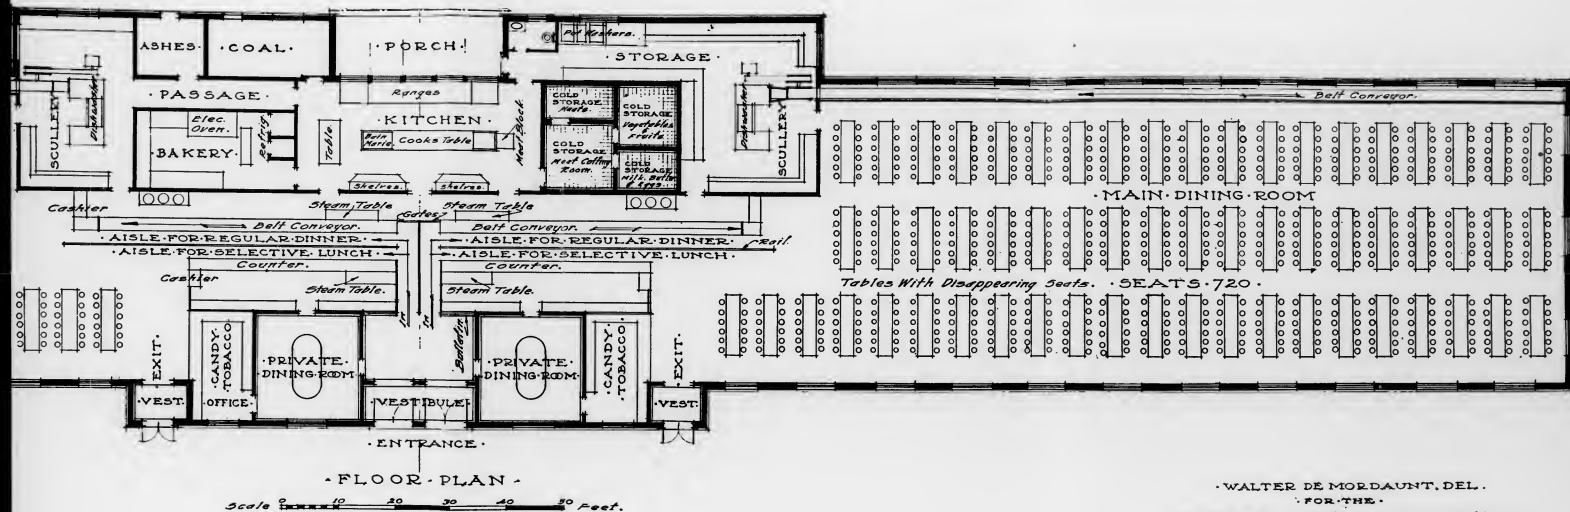 ·ASHES·
·COAL·
·PORCH·
Pot Washers.
·STORAGE·
·PASSAGE·
Ranges
COLD
STORAGE
Meats.
COLD
STORAGE
Vegetables
&
Fruits
Belt Conveyor.
SCULLERY
Dishwasher
Elec.
Oven.
Refrig.
·BAKERY·
Table
·KITCHEN·
Bain
Marie
Cooks Table
Meat Block
COLD
STORAGE
Meat Cutting
Room.
COLD
STORAGE
Milk. Butter
& Eggs.
Dishwasher
SCULLERY
Shelves.
Shelves.
·MAIN·DINING·ROOM
Cashier
Steam Table
Gates
Steam Table
Belt Conveyor.
Belt Conveyor.
·AISLE·FOR·REGULAR·DINNER·
·AISLE·FOR·REGULAR·DINNER·
Rail.
·AISLE·FOR·SELECTIVE·LUNCH·
·AISLE·FOR·SELECTIVE·LUNCH·
Counter.
Counter.
Cashier
Steam Table.
Steam Table.
Tables With Disappearing Seats. ·SEATS·720·
In
In
Bulletin.
·EXIT·
·CANDY·
·TOBACCO
·PRIVATE·
·DINING·ROOM
·PRIVATE·
·DINING·ROOM
·CANDY·
TOBACCO·
·EXIT·
·VEST.
·OFFICE·
·VESTIBULE·
·VEST.
·ENTRANCE·
·FLOOR·PLAN·
Scale 0 10 20 30 40 50 Feet.
·WALTER DE MORDAUNT, DEL.
·FOR·THE·